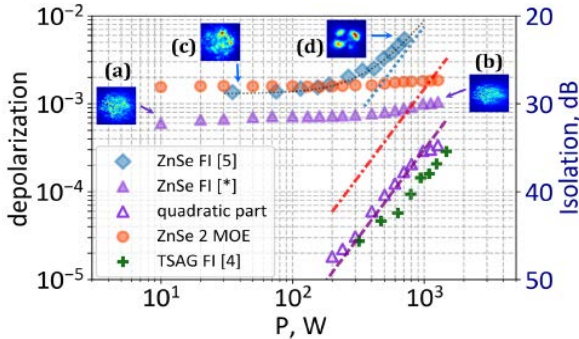 10⁻²
10⁻³
10⁻⁴
10⁻⁵
depolarization
20
30
40
50
Isolation, dB
(a)
(c)
(d)
(b)
ZnSe FI [5]
ZnSe FI [*]
quadratic part
ZnSe 2 MOE
TSAG FI [4]
10¹
10²
10³
P, W